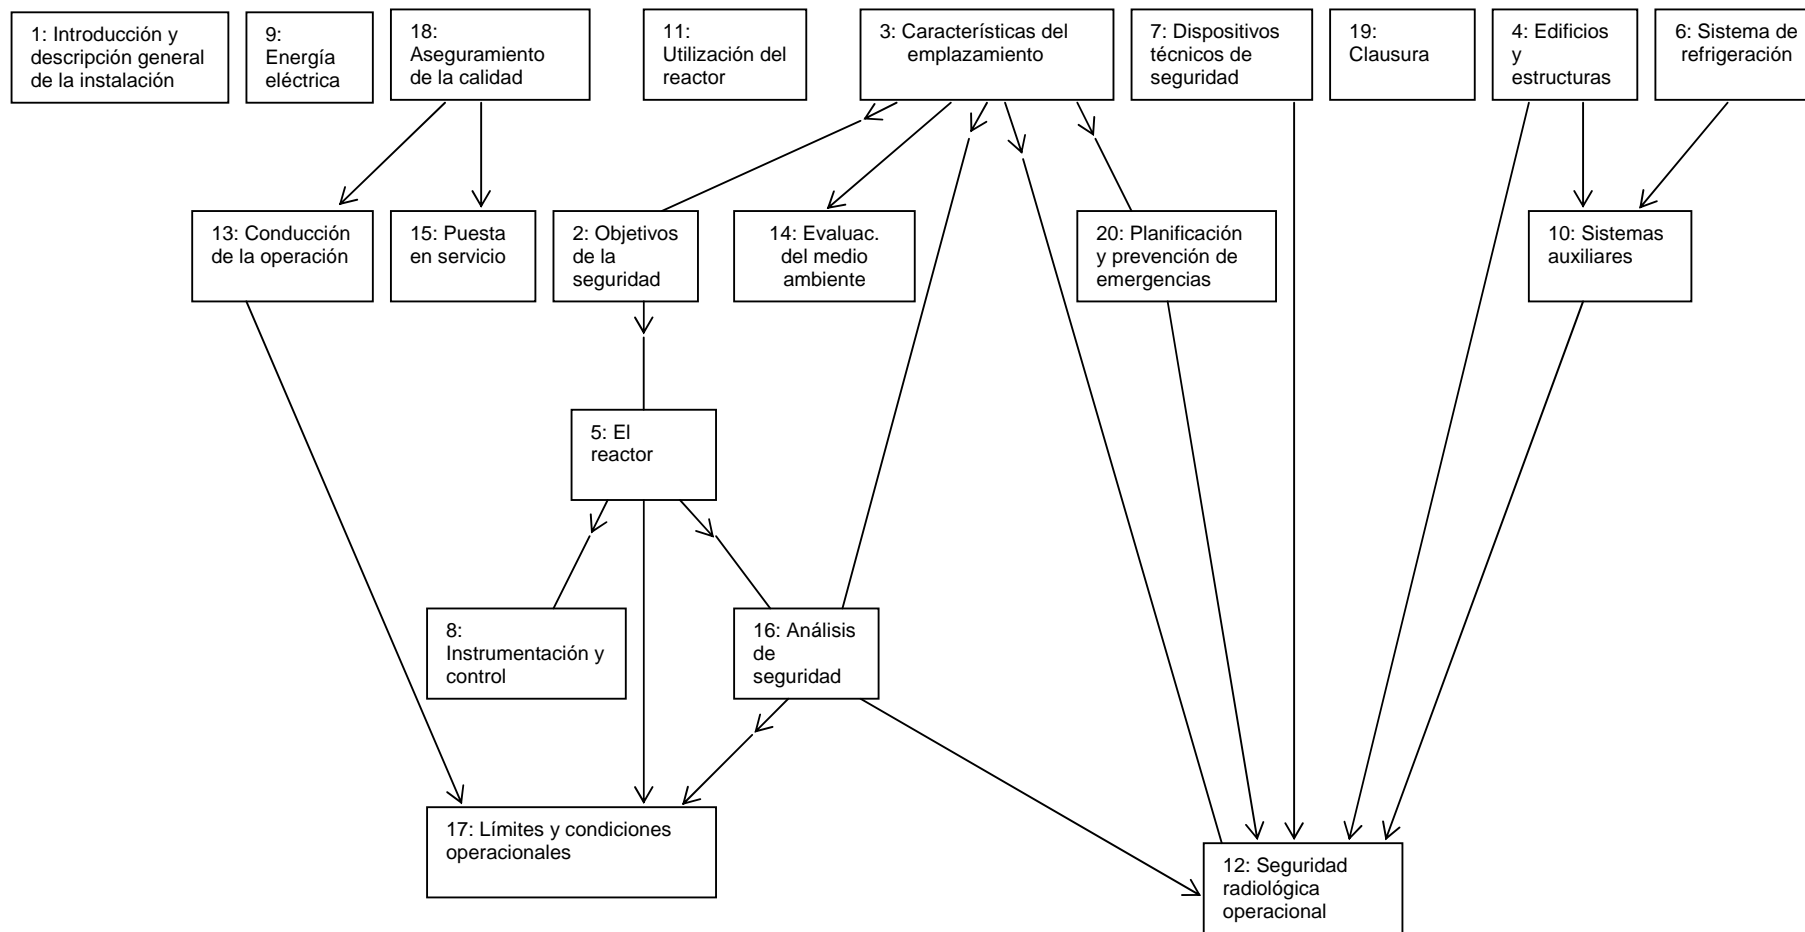 1: Introducción y
descripción general
de la instalación
9:
Energía
eléctrica
18:
Aseguramiento
de la calidad
11:
Utilización del
reactor
3: Características del
emplazamiento
7: Dispositivos
técnicos de
seguridad
19:
Clausura
4: Edificios
y
estructuras
6: Sistema de
refrigeración
13: Conducción
de la operación
15: Puesta
en servicio
2: Objetivos
de la
seguridad
14: Evaluac.
del medio
ambiente
20: Planificación
y prevención de
emergencias
10: Sistemas
auxiliares
5: El
reactor
8:
Instrumentación y
control
16: Análisis
de
seguridad
17: Límites y condiciones
operacionales
12: Seguridad
radiológica
operacional